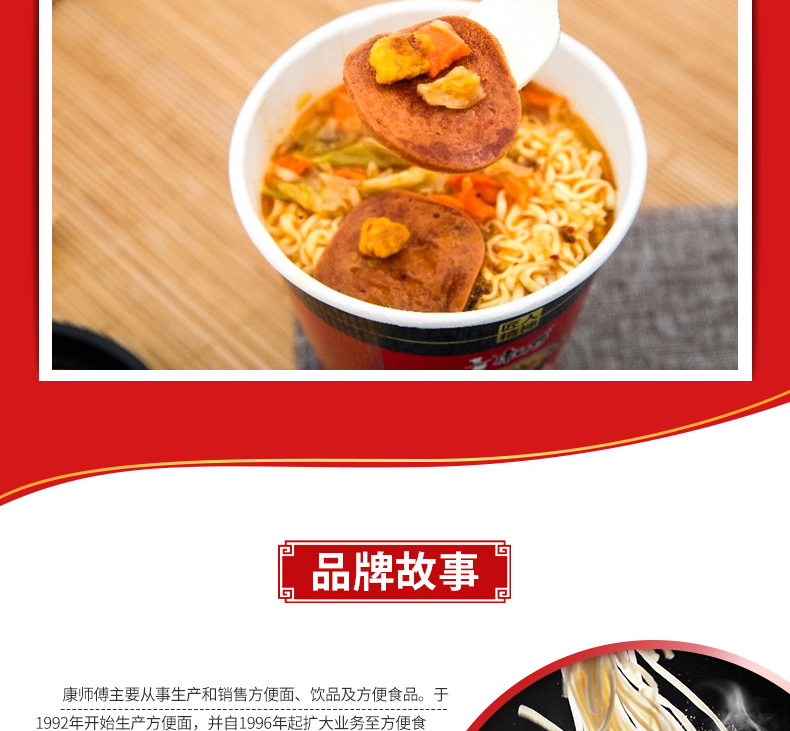 品牌故事
康师傅主要从事生产和销售方便面、饮品及方便食品。于
1992年开始生产方便面，并自1996年起扩大业务至方便食